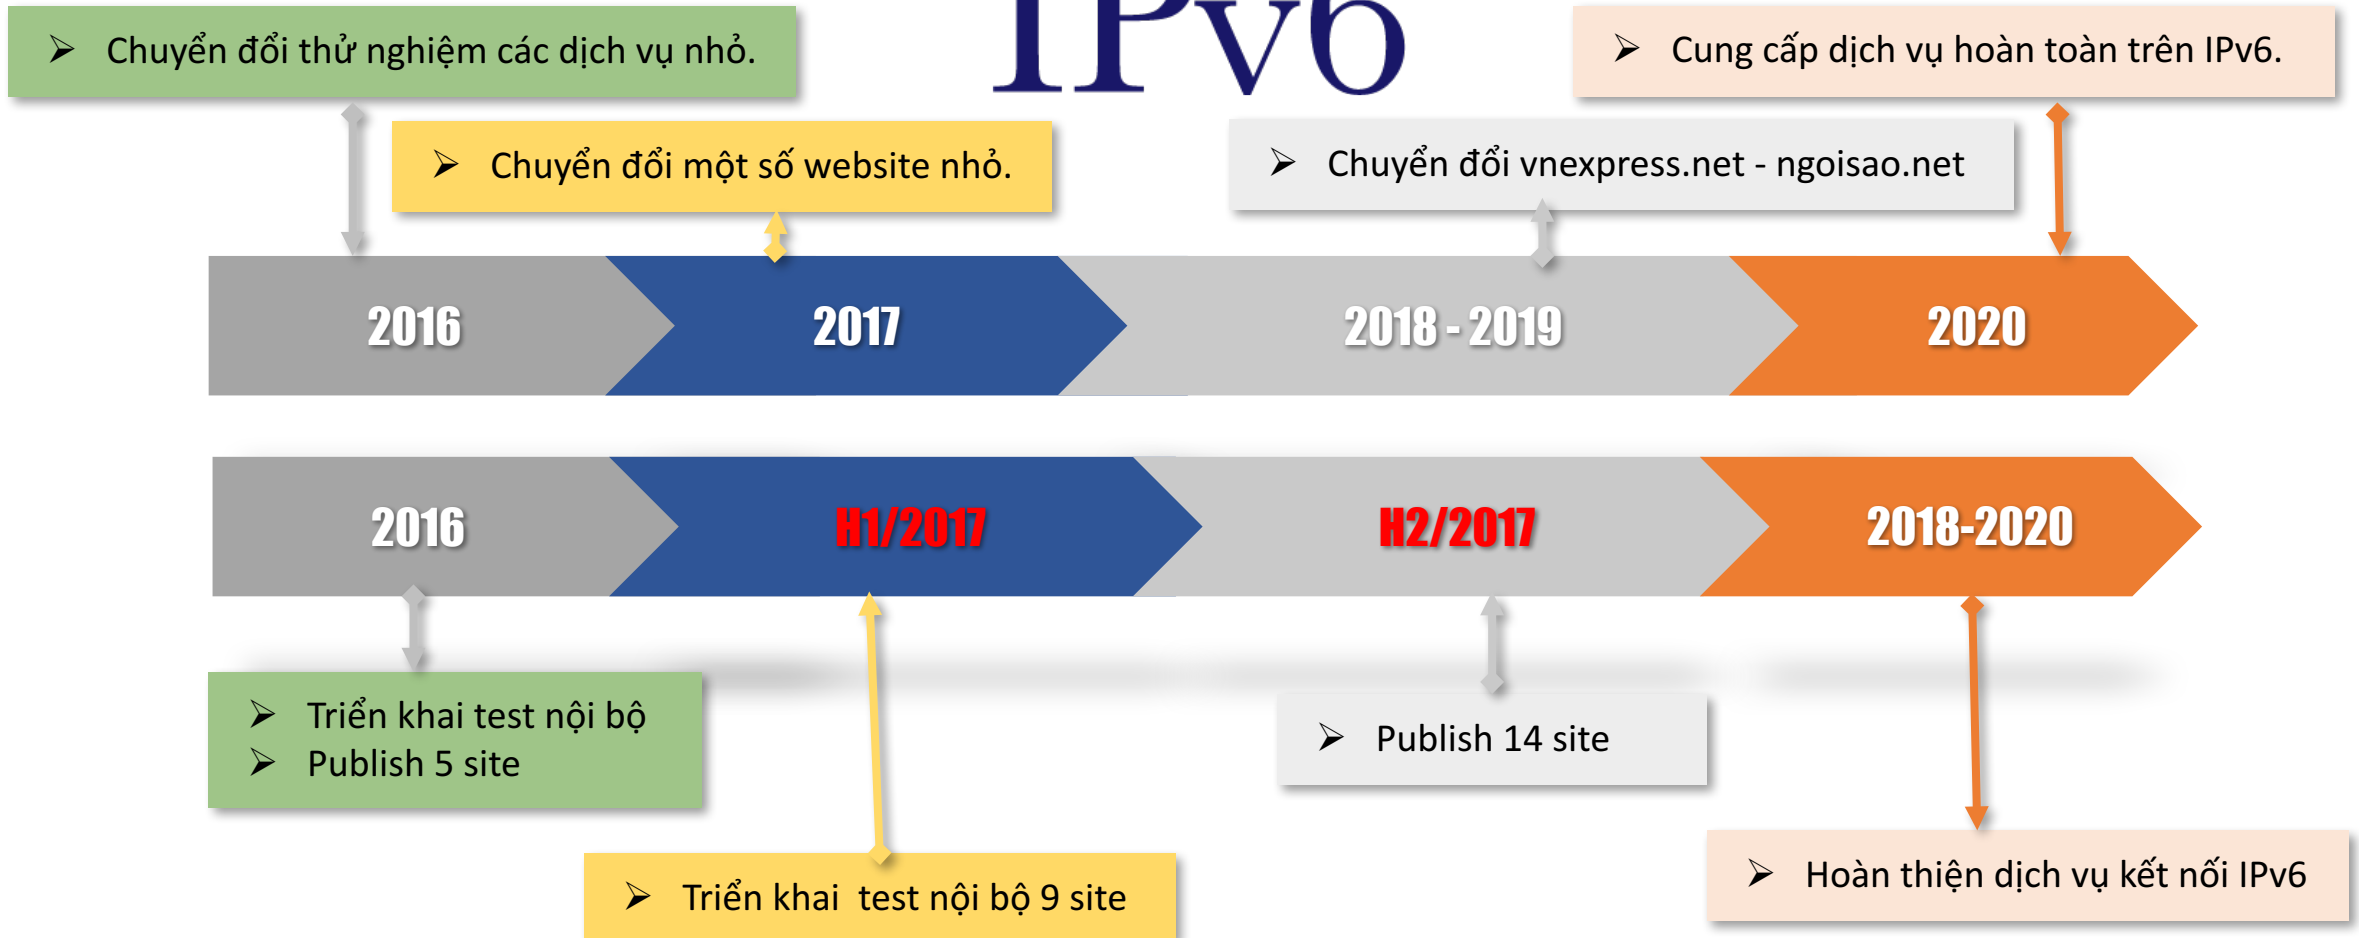 IPv6
➢ Chuyển đổi thử nghiệm các dịch vụ nhỏ.
➢ Cung cấp dịch vụ hoàn toàn trên IPv6.
➢ Chuyển đổi một số website nhỏ.
➢ Chuyển đổi vnexpress.net - ngoisao.net
2016
2017
2018 - 2019
2020
2016
H1/2017
H2/2017
2018-2020
➢ Triển khai test nội bộ
➢ Publish 5 site
➢ Publish 14 site
➢ Hoàn thiện dịch vụ kết nối IPv6
➢ Triển khai  test nội bộ 9 site